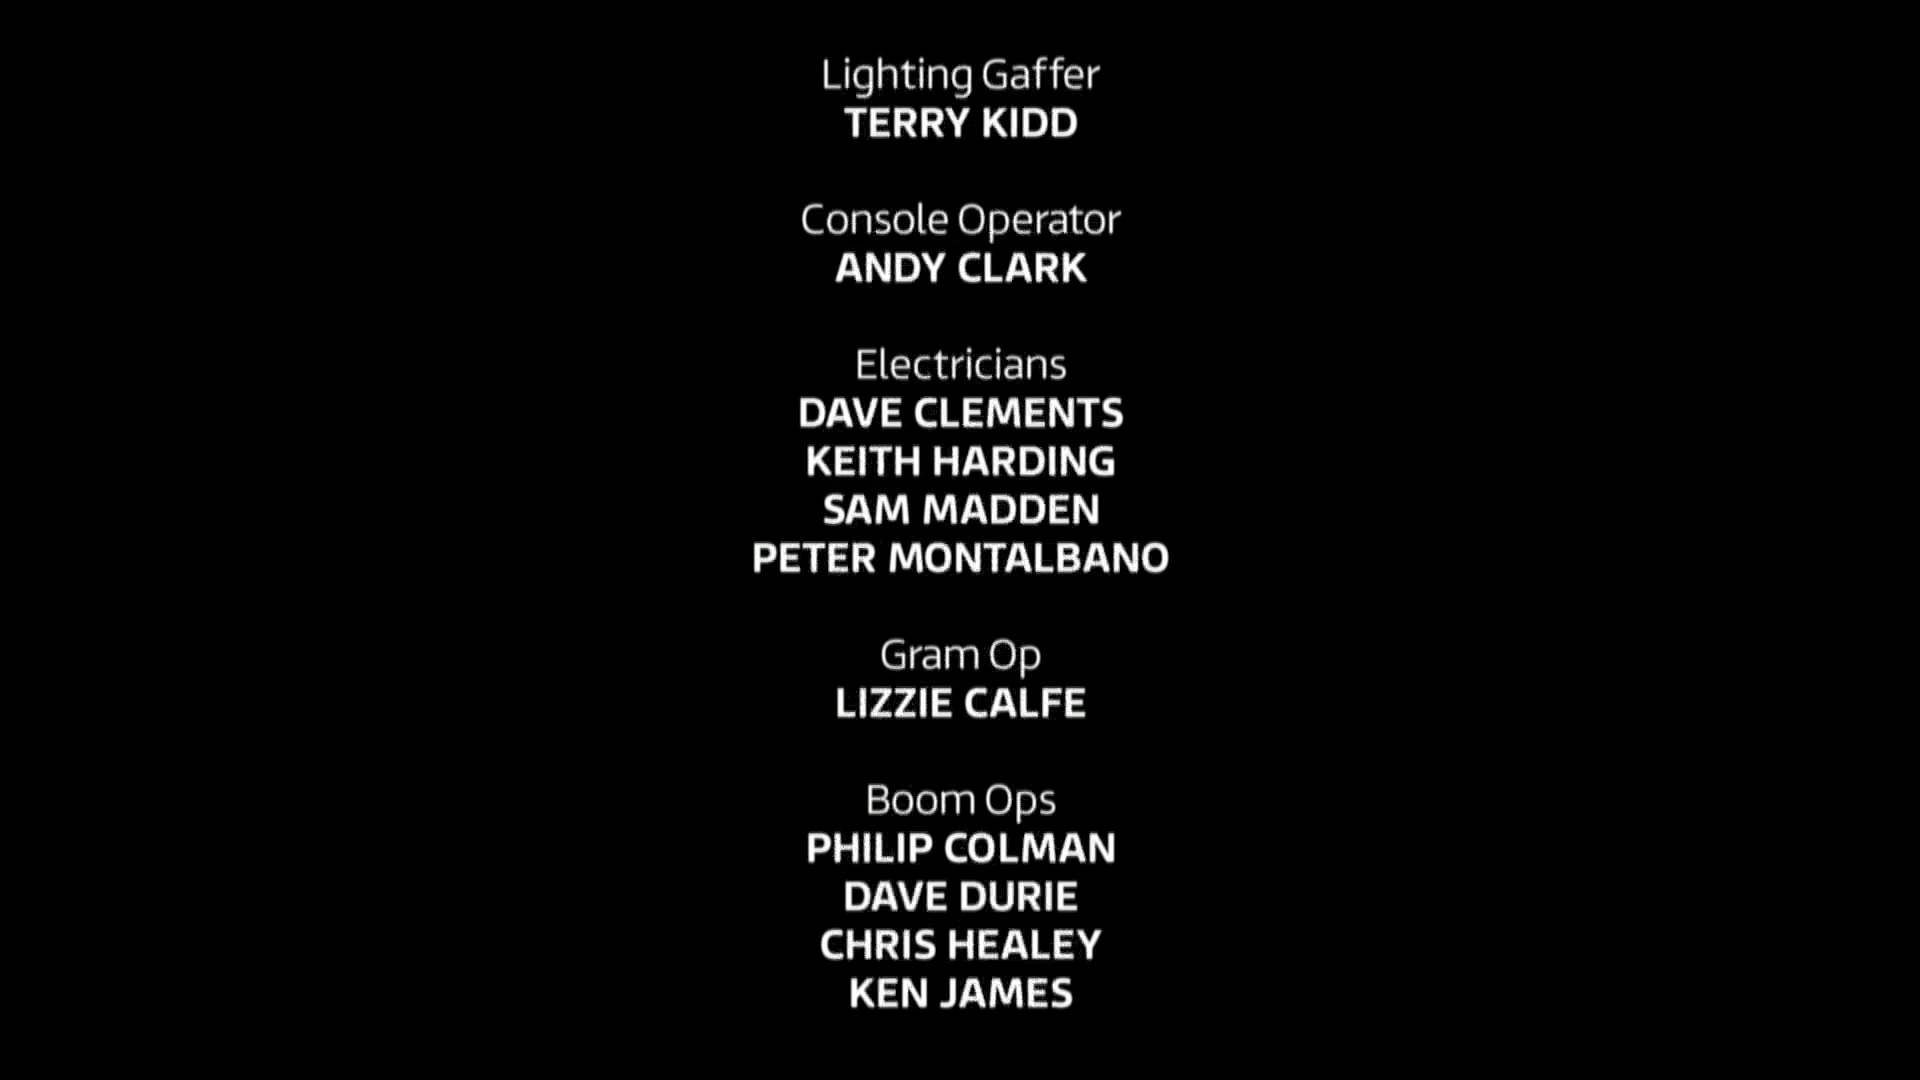 Lighting Gaffer
TERRY KIDD
Console Operator
ANDY CLARK
Electricians
DAVE CLEMENTS
KEITH HARDING
SAM MADDEN
PETER MONTALBANO
Gram Op
LIZZIE CALFE
Boom Ops
PHILIP COLMAN
DAVE DURIE
CHRIS HEALEY
KEN JAMES